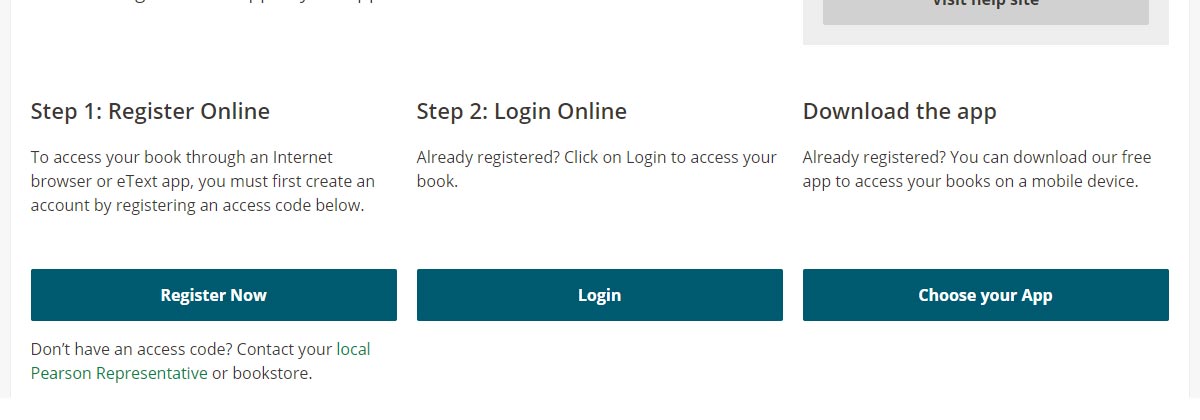 Visit help site
Step 1: Register Online
To access your book through an Internet
browser or eText app, you must first create an
account by registering an access code below.
Register Now
Don’t have an access code? Contact your local
Pearson Representative or bookstore.
Step 2: Login Online
Already registered? Click on Login to access your
book.
Login
Download the app
Already registered? You can download our free
app to access your books on a mobile device.
Choose your App